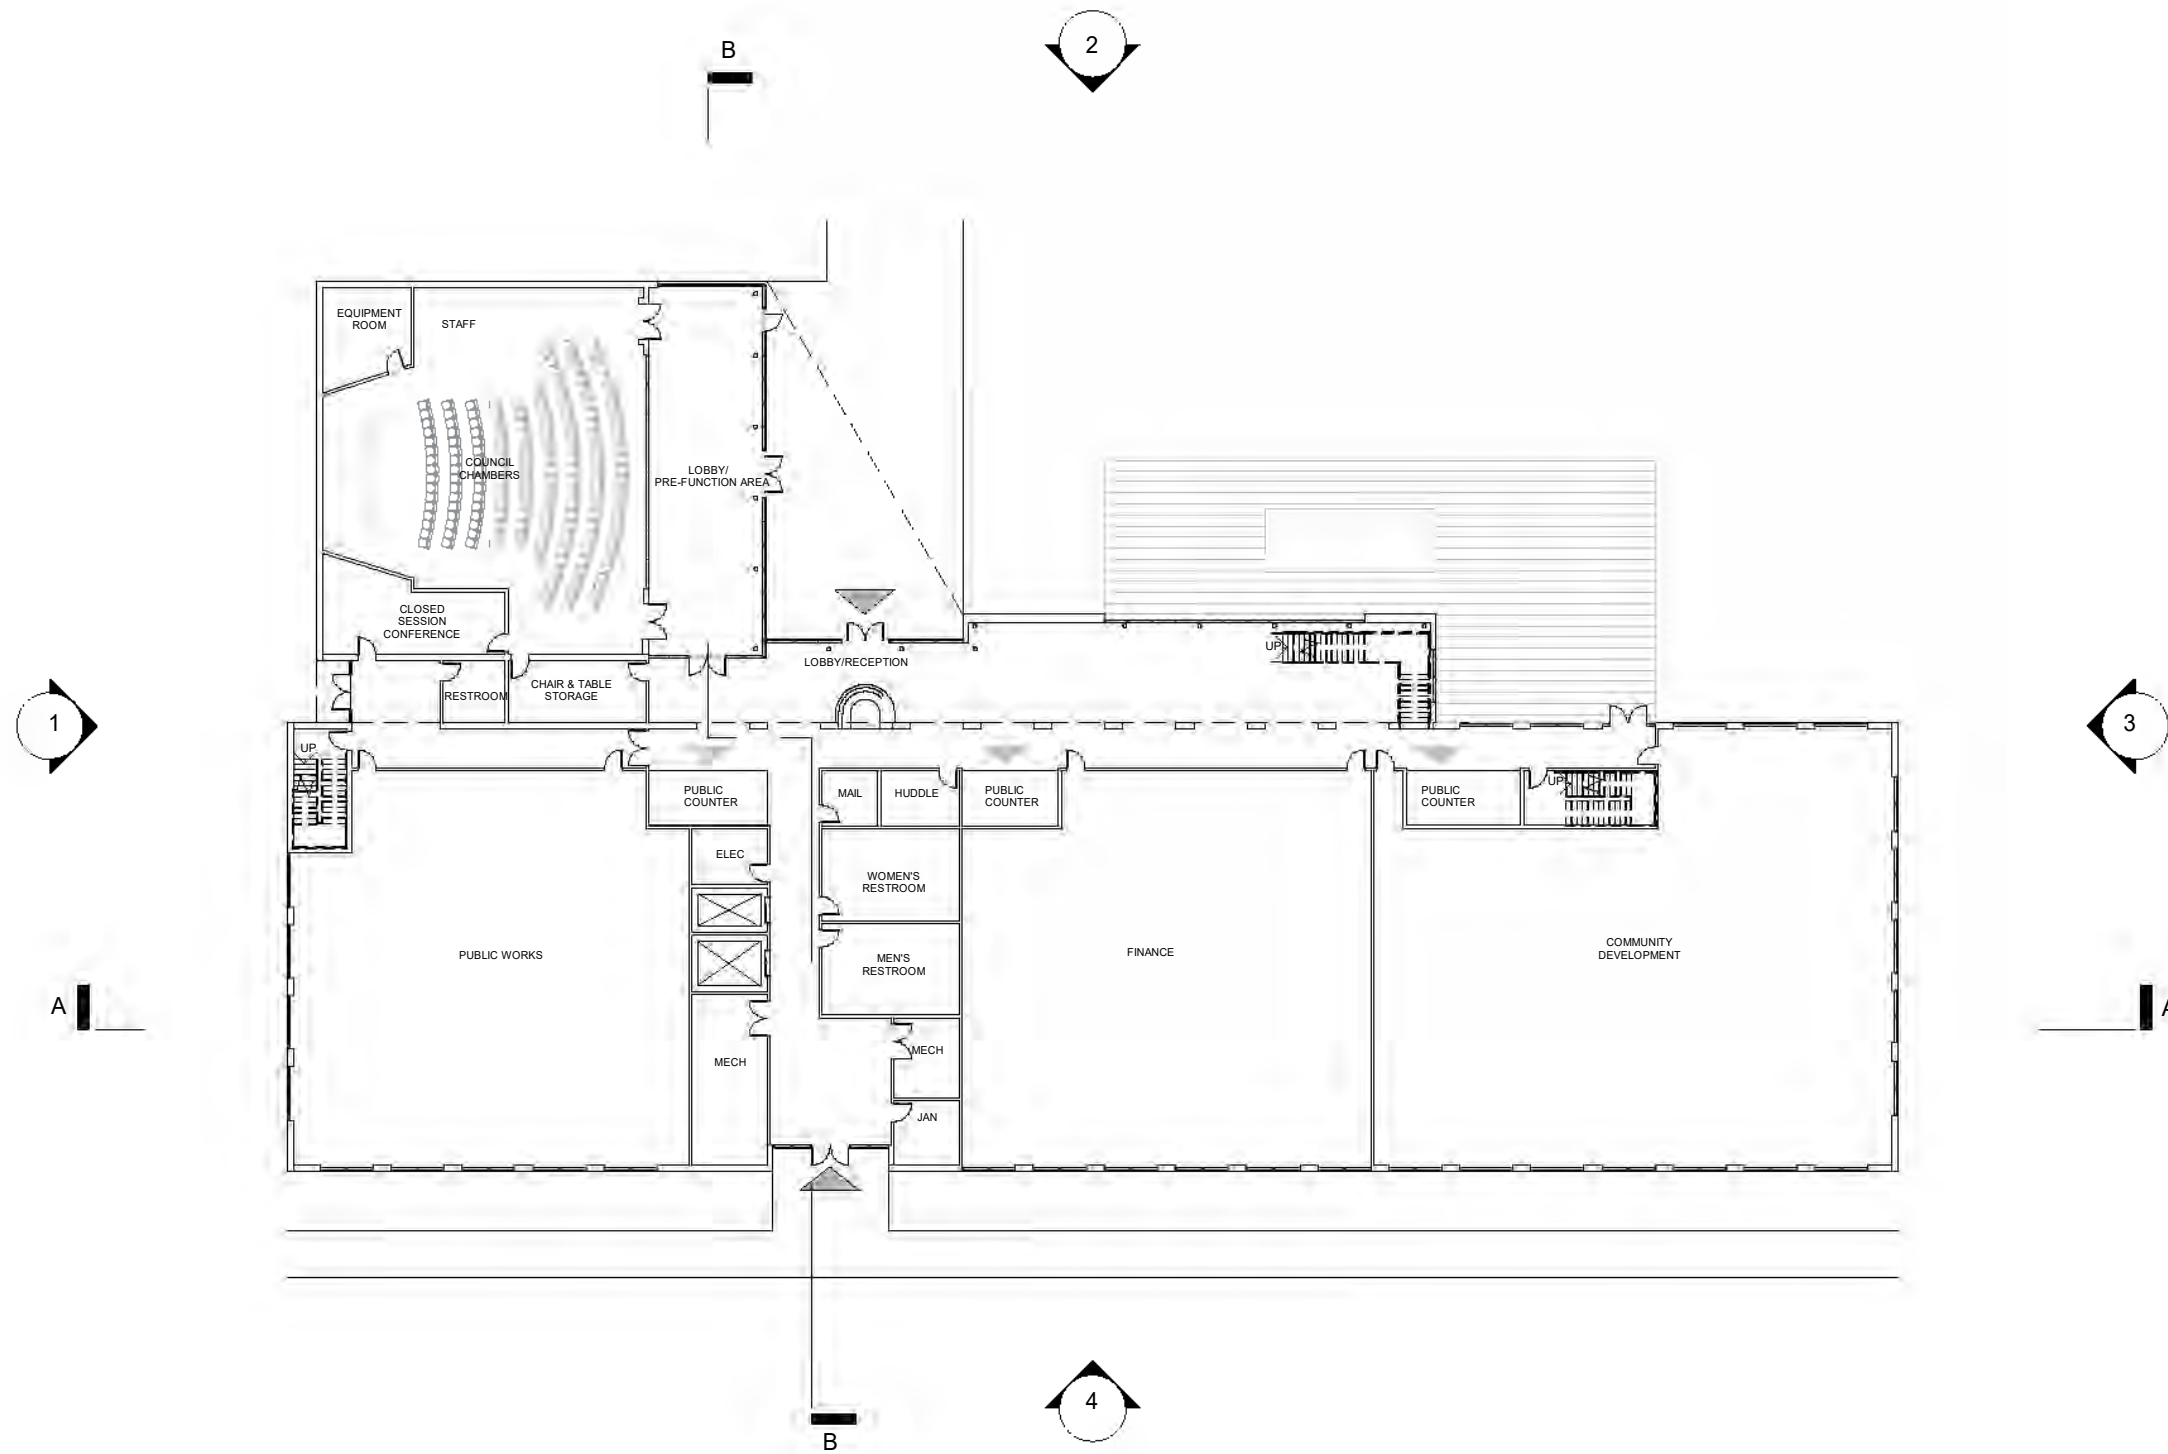 B
2
EQUIPMENT
ROOM
STAFF
COUNCIL
CHAMBERS
LOBBY/
PRE-FUNCTION AREA
CLOSED
SESSION
CONFERENCE
LOBBY/RECEPTION
UP
RESTROOM
CHAIR & TABLE
STORAGE
1
3
UP
PUBLIC
COUNTER
MAIL
HUDDLE
PUBLIC
COUNTER
PUBLIC
COUNTER
UP
ELEC
WOMEN'S
RESTROOM
PUBLIC WORKS
MEN'S
RESTROOM
FINANCE
COMMUNITY
DEVELOPMENT
A
A
MECH
MECH
JAN
4
B